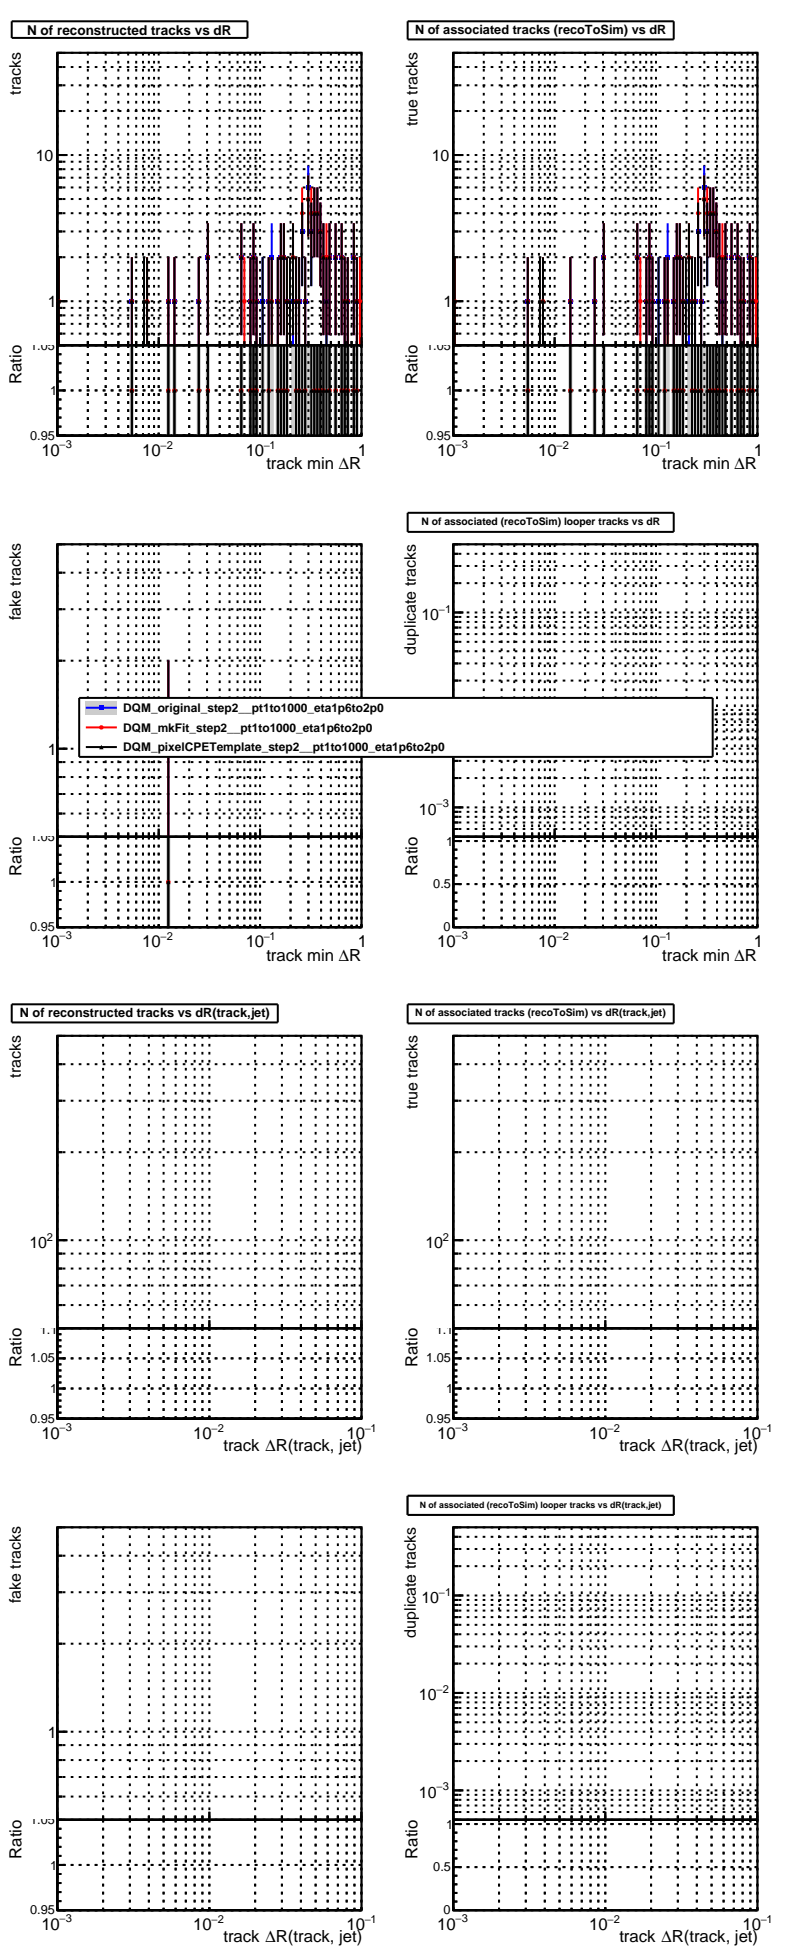 N of reconstructed tracks vs dR
N of associated tracks (recoToSim) vs dR
tracks
10
1
Ratio
1.05
1
0.95
10⁻³ 10⁻² 10⁻¹ 1
track min ΔR
true tracks
10
1
Ratio
1.05
1
0.95
10⁻³ 10⁻² 10⁻¹ 1
track min ΔR
N of associated (recoToSim) looper tracks vs dR
fake tracks
1
Ratio
1.05
1
0.95
10⁻³ 10⁻² 10⁻¹ 1
track min ΔR
duplicate tracks
10⁻¹
10⁻³
Ratio
1
0.5
0
10⁻³ 10⁻² 10⁻¹ 1
track min ΔR
DQM_original_step2__pt1to1000_eta1p6to2p0
DQM_mkFit_step2__pt1to1000_eta1p6to2p0
DQM_pixelCPETemplate_step2__pt1to1000_eta1p6to2p0
N of reconstructed tracks vs dR(track,jet)
N of associated tracks (recoToSim) vs dR(track,jet)
tracks
10²
Ratio
1.1
1.05
1
0.95
10⁻³ 10⁻² 10⁻¹
track ΔR(track, jet)
true tracks
10²
Ratio
1.1
1.05
1
0.95
10⁻³ 10⁻² 10⁻¹
track ΔR(track, jet)
N of associated (recoToSim) looper tracks vs dR(track,jet)
fake tracks
1
Ratio
1.05
1
0.95
10⁻³ 10⁻² 10⁻¹
track ΔR(track, jet)
duplicate tracks
10⁻¹
10⁻²
10⁻³
Ratio
1
0.5
0
10⁻³ 10⁻² 10⁻¹
track ΔR(track, jet)